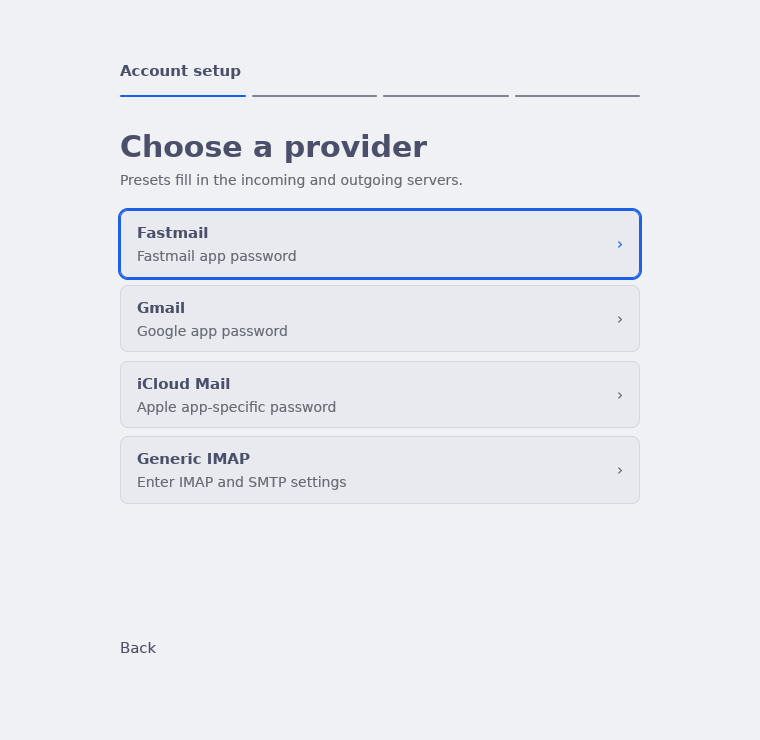 Account setup
Choose a provider
Presets fill in the incoming and outgoing servers.
Fastmail
Fastmail app password
›
Gmail
Google app password
›
iCloud Mail
Apple app-specific password
›
Generic IMAP
Enter IMAP and SMTP settings
›
Back